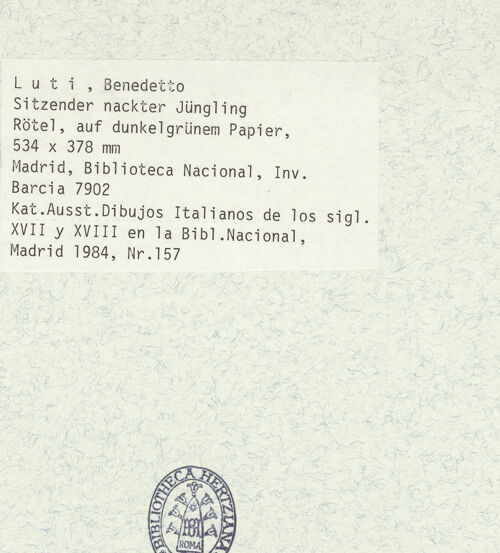 L u t i , Benedetto
Sitzender nackter Jüngling
Rötel, auf dunkelgrünem Papier,
534 x 378 mm
Madrid, Biblioteca Nacional, Inv.
Barcia 7902
Kat.Ausst.Dibujos Italianos de los sigl.
XVII y XVIII en la Bibl.Nacional,
Madrid 1984, Nr.157
BIBLIOTHECA HERTZIANA
ROMA